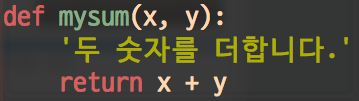 def mysum(x, y):
    '두 숫자를 더합니다.'
    return x + y